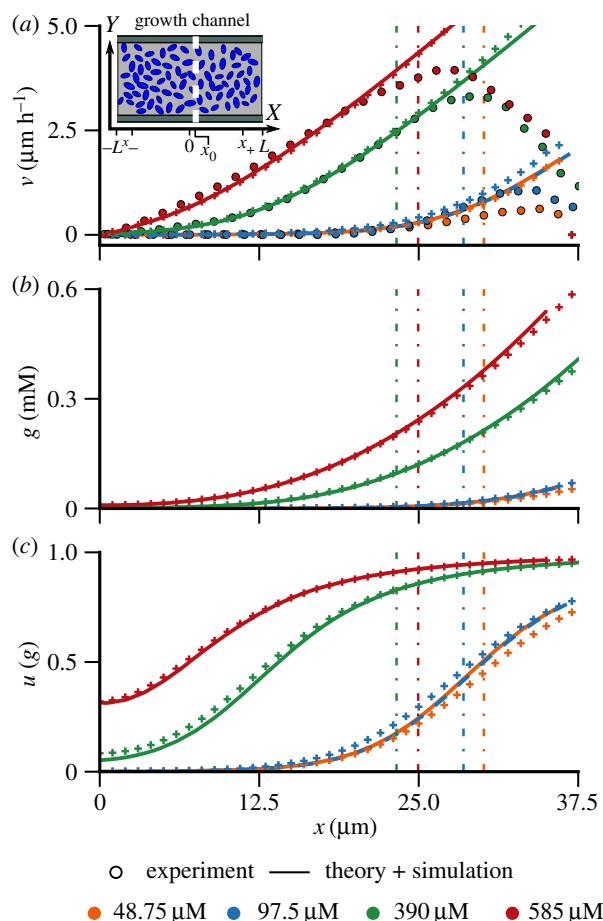 (a)
growth channel
Y
X
–L
x–
0
x0
x+
L
5.0
2.5
0
v (µm h⁻¹)
(b)
0.6
0.3
0
g (mM)
(c)
1.0
0.5
0
u (g)
0 12.5 25.0 37.5
x (µm)
experiment theory + simulation
48.75 µM 97.5 µM 390 µM 585 µM